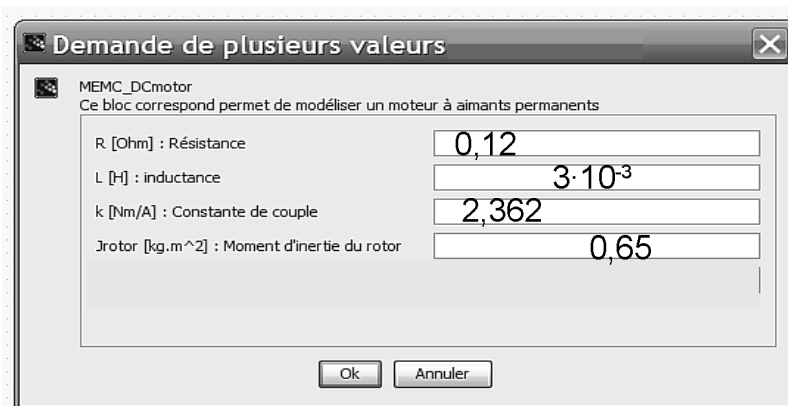 Demande de plusieurs valeurs
MEMC_DCmotor
Ce bloc correspond permet de modéliser un moteur à aimants permanents
R [Ohm] : Résistance 0,12
L [H] : inductance 3·10⁻³
k [Nm/A] : Constante de couple 2,362
Jrotor [kg.m^2] : Moment d'inertie du rotor 0,65
Ok Annuler